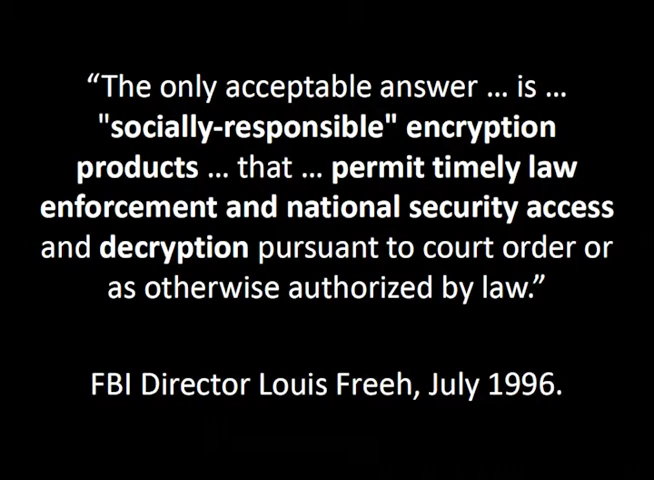 “The only acceptable answer … is …
"socially-responsible" encryption
products … that … permit timely law
enforcement and national security access
and decryption pursuant to court order or
as otherwise authorized by law.”
FBI Director Louis Freeh, July 1996.